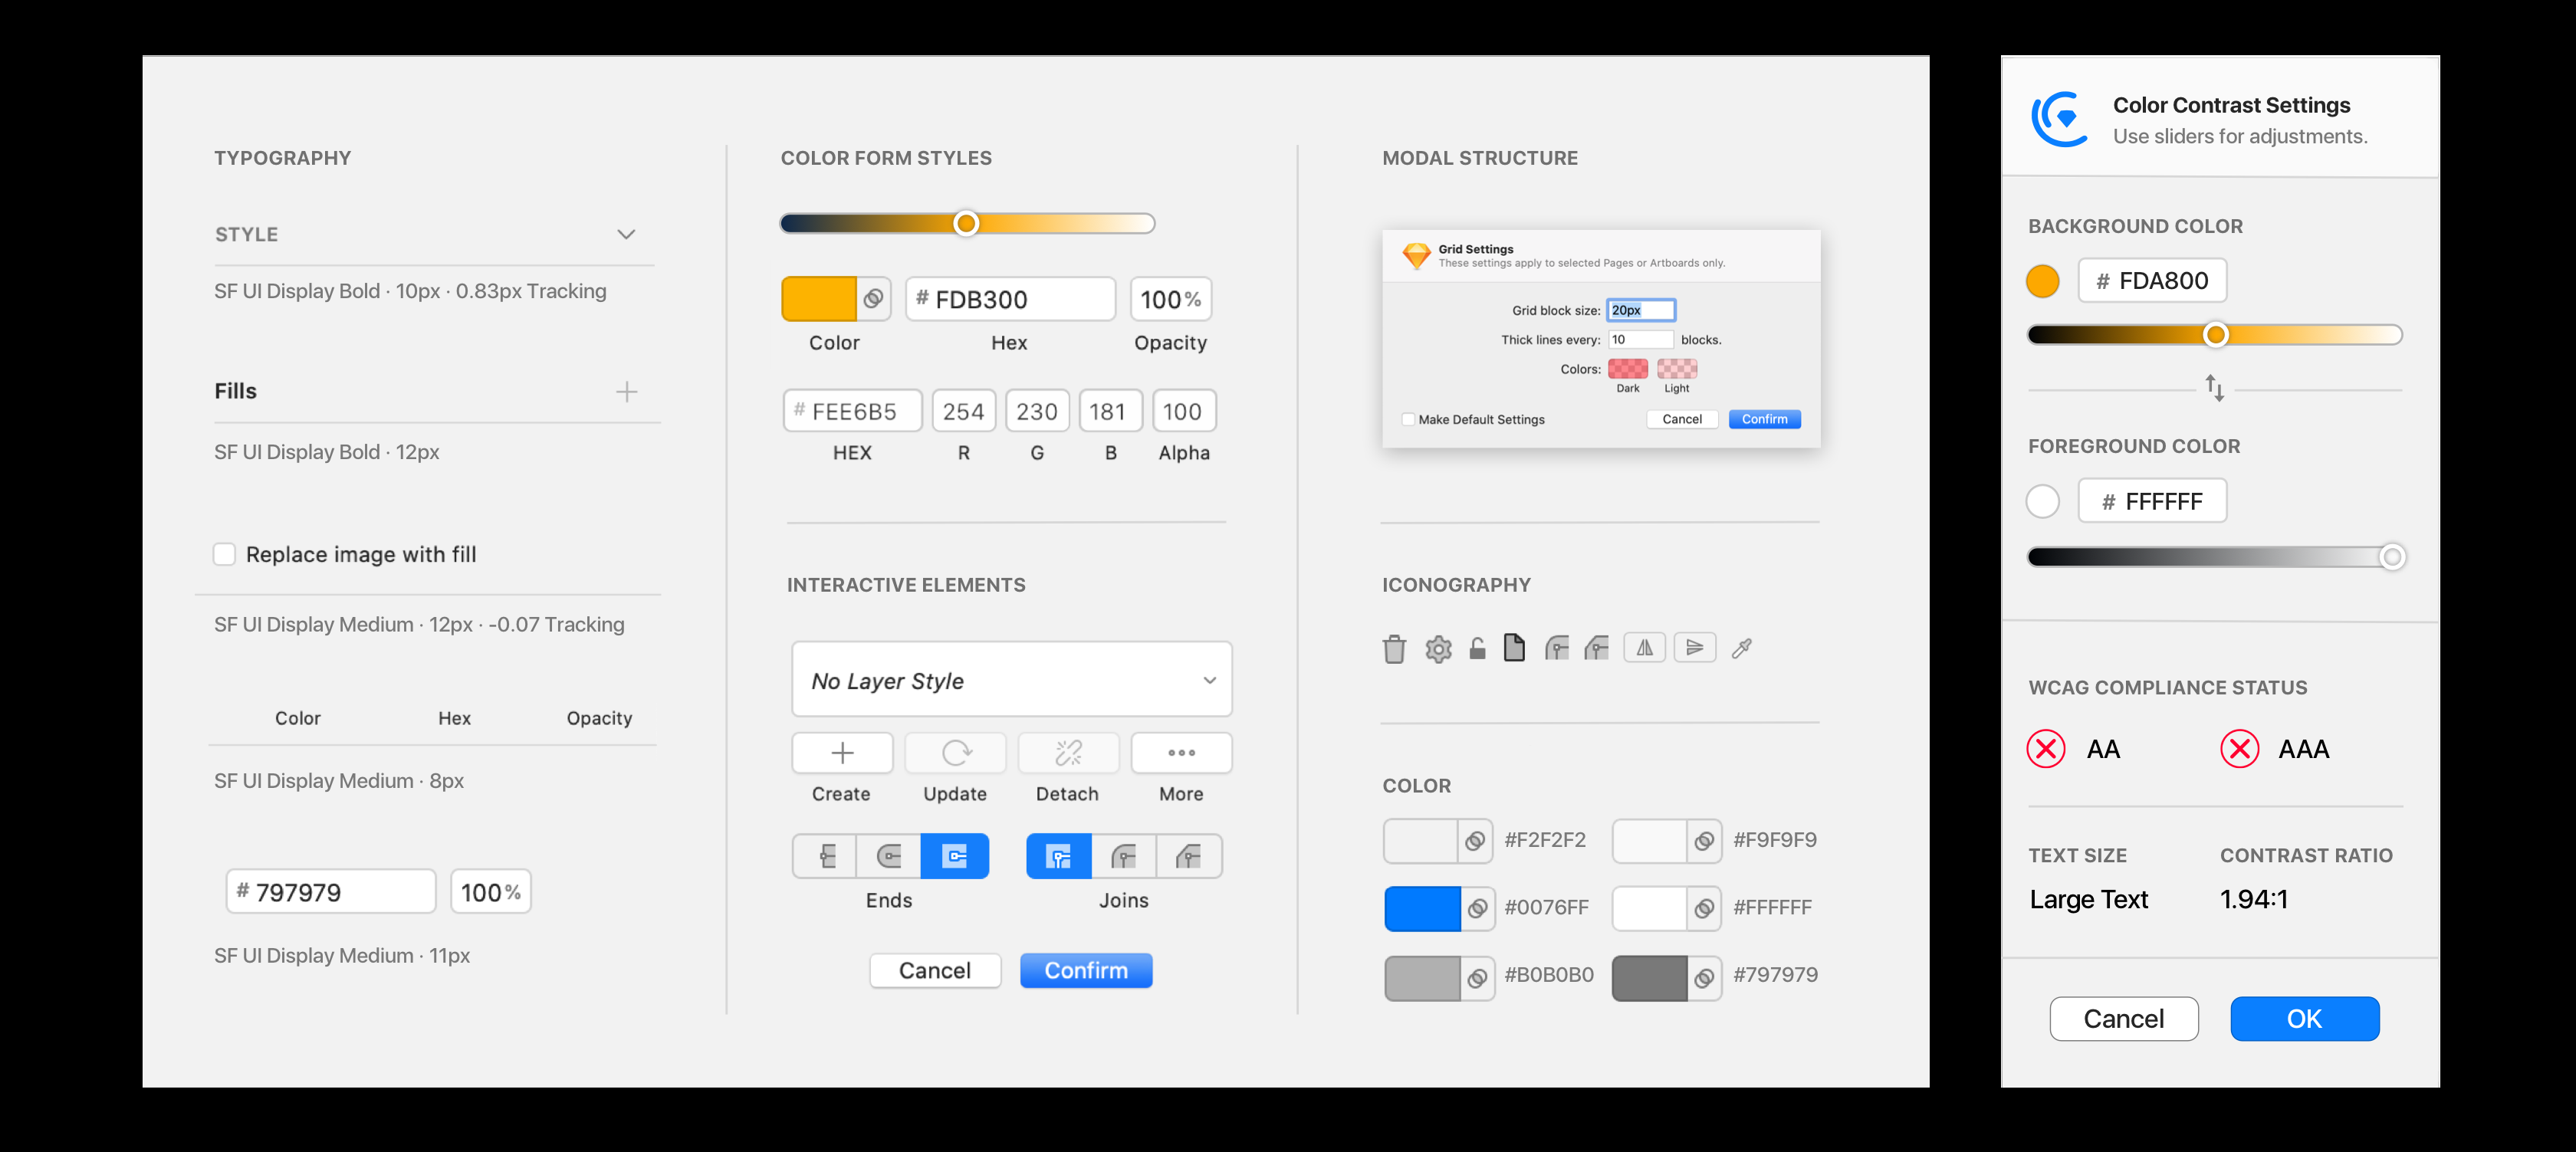 TYPOGRAPHY
STYLE
SF UI Display Bold · 10px · 0.83px Tracking
Fills
SF UI Display Bold · 12px
Replace image with fill
SF UI Display Medium · 12px · -0.07 Tracking
Color Hex Opacity
SF UI Display Medium · 8px
# 797979 100%
SF UI Display Medium · 11px
COLOR FORM STYLES
# FDB300 100%
Color Hex Opacity
# FEE6B5 254 230 181 100
HEX R G B Alpha
INTERACTIVE ELEMENTS
No Layer Style
Create Update Detach More
Ends Joins
Cancel Confirm
MODAL STRUCTURE
Grid Settings
These settings apply to selected Pages or Artboards only.
Grid block size: 20px
Thick lines every: 10 blocks.
Colors:
Dark Light
Make Default Settings Cancel Confirm
ICONOGRAPHY
COLOR
#F2F2F2 #F9F9F9
#0076FF #FFFFFF
#B0B0B0 #797979
Color Contrast Settings
Use sliders for adjustments.
BACKGROUND COLOR
# FDA800
FOREGROUND COLOR
# FFFFFF
WCAG COMPLIANCE STATUS
AA AAA
TEXT SIZE CONTRAST RATIO
Large Text 1.94:1
Cancel OK